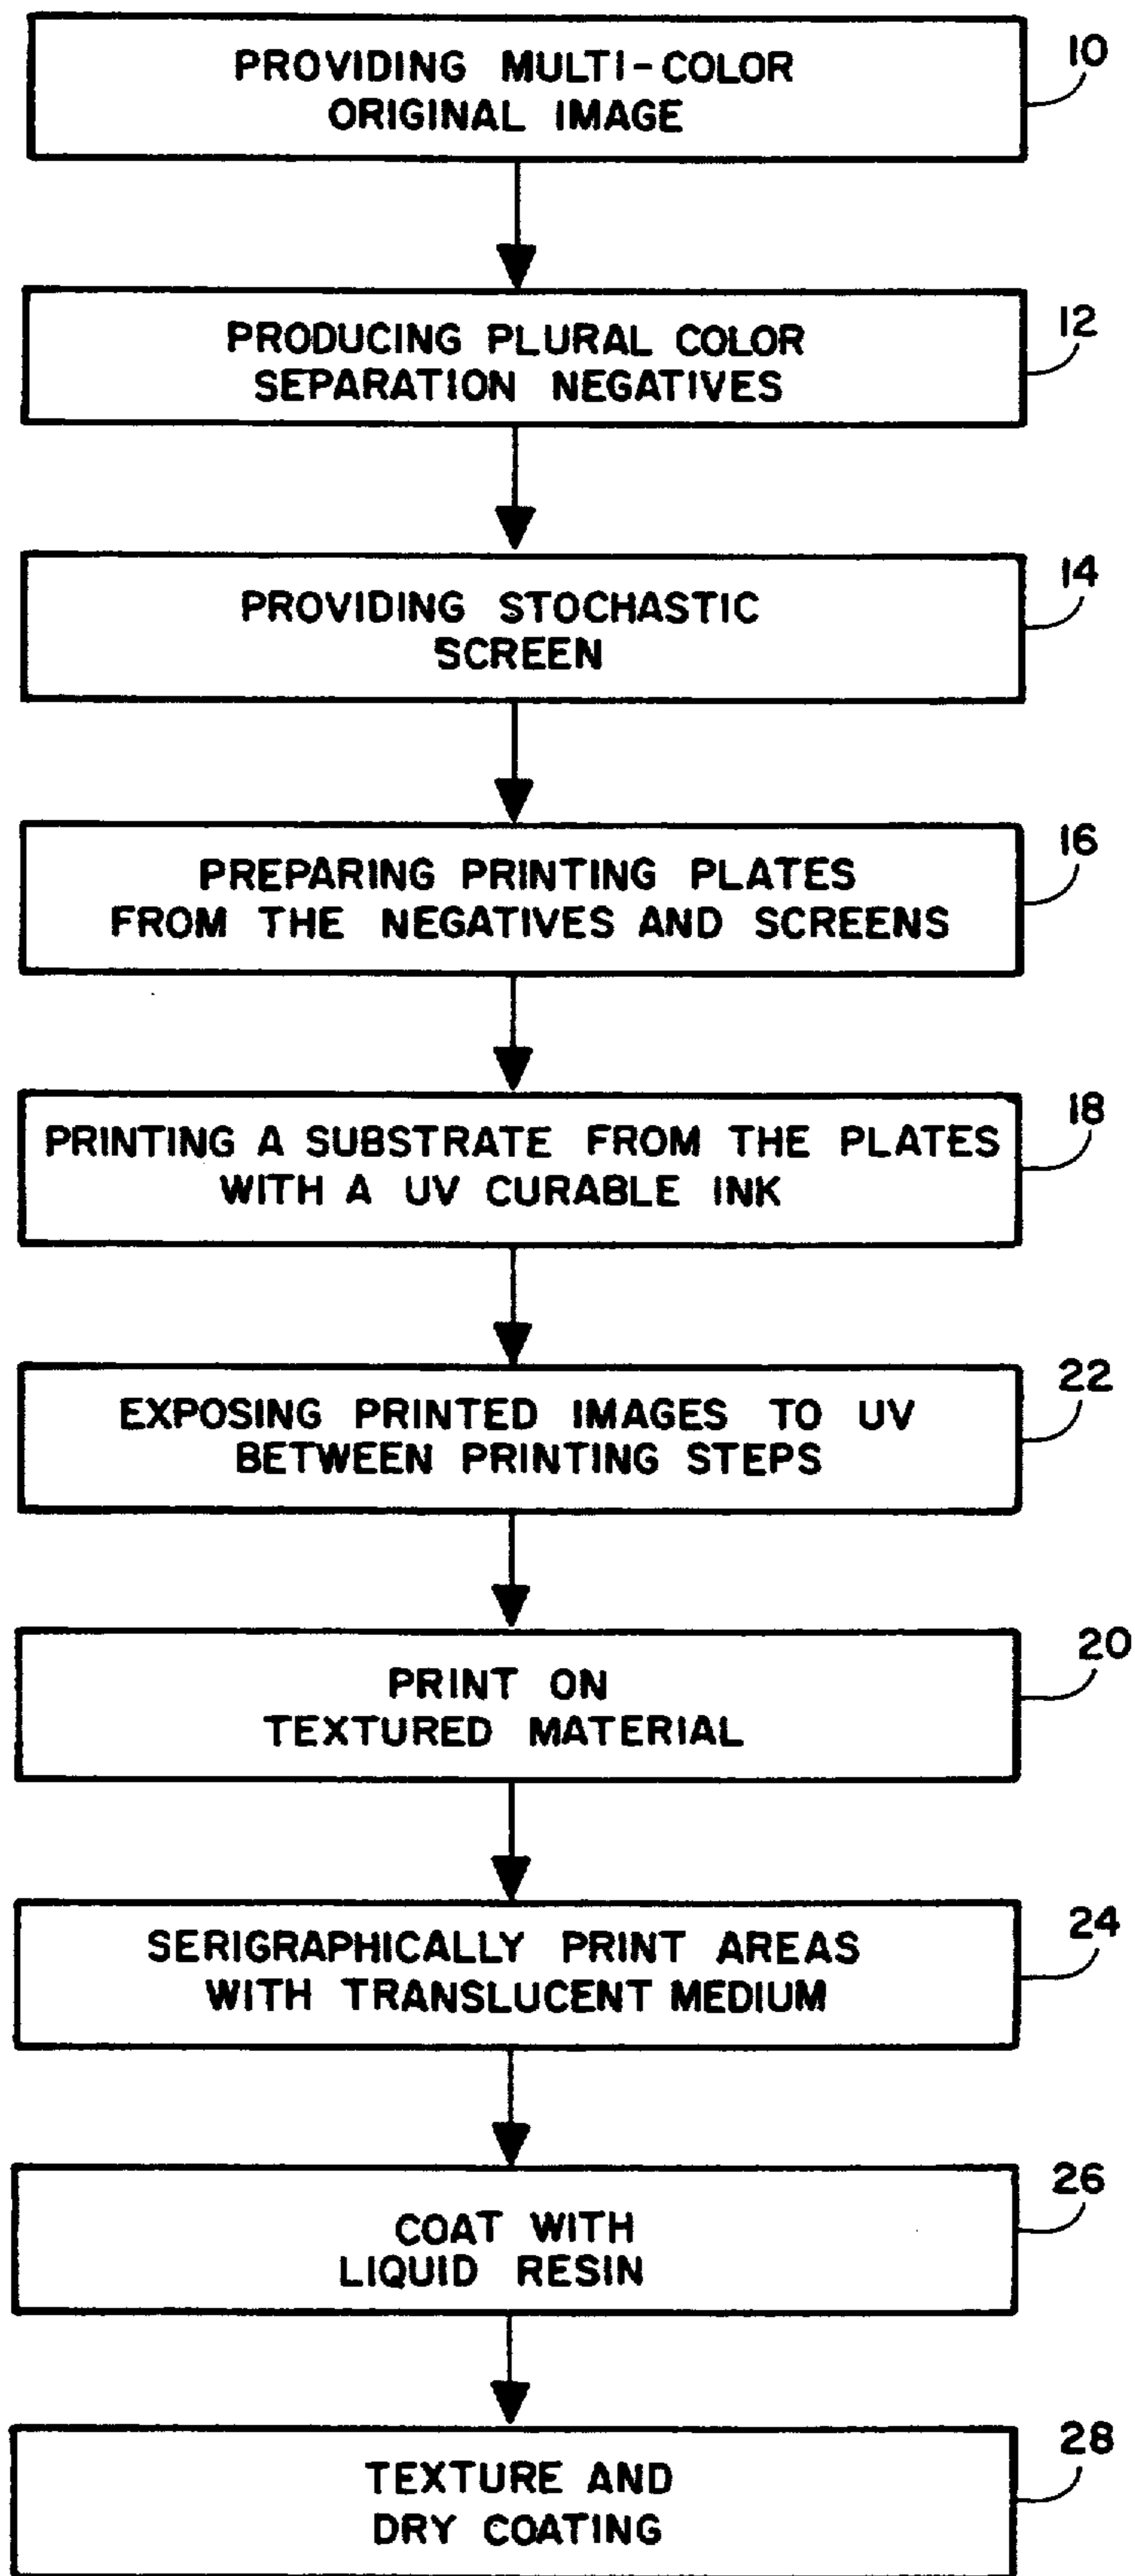 PROVIDING MULTI-COLOR
ORIGINAL IMAGE
10
PRODUCING PLURAL COLOR
SEPARATION NEGATIVES
12
PROVIDING STOCHASTIC
SCREEN
14
PREPARING PRINTING PLATES
FROM THE NEGATIVES AND SCREENS
16
PRINTING A SUBSTRATE FROM THE PLATES
WITH A UV CURABLE INK
18
EXPOSING PRINTED IMAGES TO UV
BETWEEN PRINTING STEPS
22
PRINT ON
TEXTURED MATERIAL
20
SERIGRAPHICALLY PRINT AREAS
WITH TRANSLUCENT MEDIUM
24
COAT WITH
LIQUID RESIN
26
TEXTURE AND
DRY COATING
28